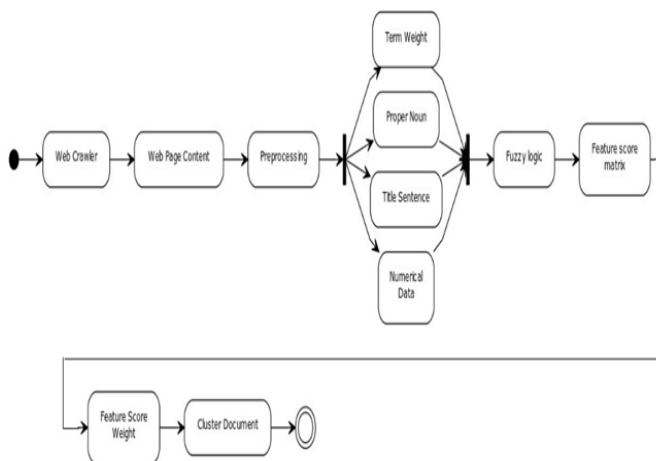 Term Weight
Web Crawler
Web Page Content
Preprocessing
Proper Noun
Title Sentence
Numerical
Data
Fuzzy logic
Feature score
matrix
Feature Score
Weight
Cluster Document